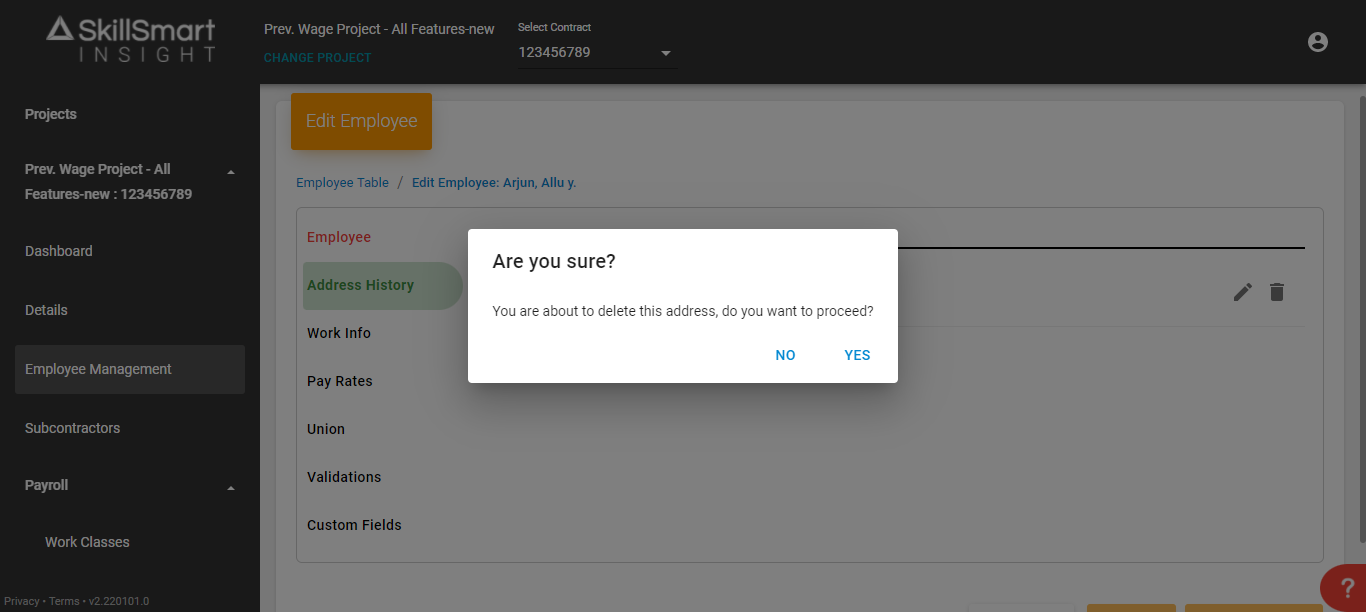 SkillSmart
INSIGHT
Prev. Wage Project - All Features-new
CHANGE PROJECT
Select Contract
123456789
Projects
Prev. Wage Project - All
Features-new : 123456789
Dashboard
Details
Employee Management
Subcontractors
Payroll
Work Classes
Privacy • Terms • v2.220101.0
Edit Employee
Employee Table / Edit Employee: Arjun, Allu y.
Employee
Address History
Work Info
Pay Rates
Union
Validations
Custom Fields
Are you sure?
You are about to delete this address, do you want to proceed?
NO YES
?